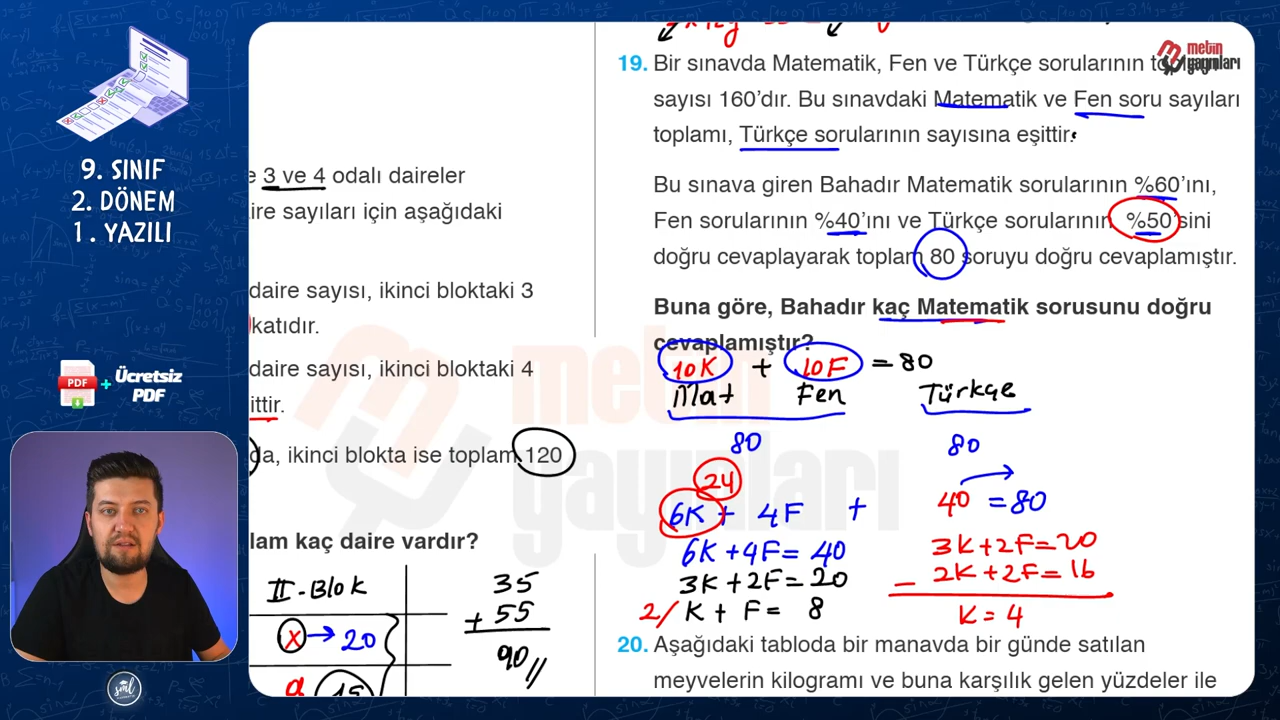 9. SINIF
2. DÖNEM
1. YAZILI
PDF
+ Ücretsiz
PDF
sml
e 3 ve 4 odalı daireler
ire sayıları için aşağıdaki
daire sayısı, ikinci bloktaki 3
katıdır.
daire sayısı, ikinci bloktaki 4
ittir.
da, ikinci blokta ise toplam 120
lam kaç daire vardır?
II-Blok
x → 20
a
15
35
+ 55
90//
metin
yayınları
19. Bir sınavda Matematik, Fen ve Türkçe sorularının
sayısı 160'dır. Bu sınavdaki Matematik ve Fen soru sayıları
toplamı, Türkçe sorularının sayısına eşittir.
Bu sınava giren Bahadır Matematik sorularının %60'ını,
Fen sorularının %40'ını ve Türkçe sorularının %50'sini
doğru cevaplayarak toplam 80 soruyu doğru cevaplamıştır.
Buna göre, Bahadır kaç Matematik sorusunu doğru
cevaplamıştır?
10K + 10F = 80
Mat Fen Türkçe
80 80
24
6K + 4F + 40 = 80
6K + 4F = 40
3K + 2F = 20
2/ K + F = 8
3K + 2F = 20
- 2K + 2F = 16
K = 4
metin
yayınları
20. Aşağıdaki tabloda bir manavda bir günde satılan
meyvelerin kilogramı ve buna karşılık gelen yüzdeler ile